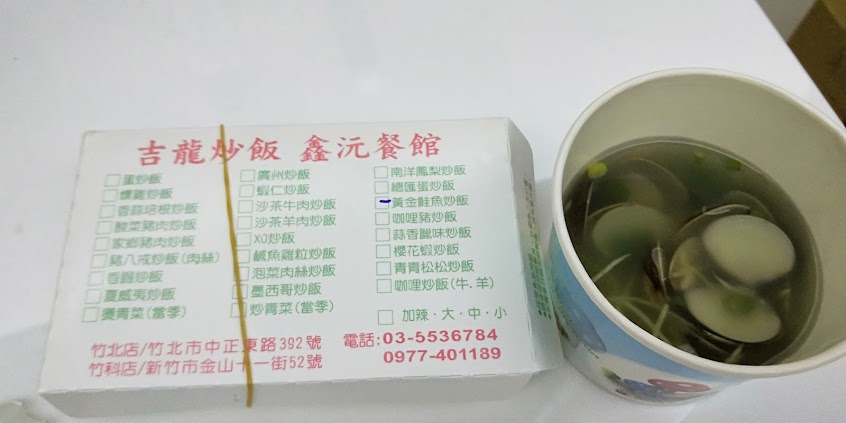 吉龍炒飯 鑫沅餐館
蛋炒飯
燻雞炒飯
香蒜培根炒飯
酸菜豬肉炒飯
家鄉豬肉炒飯
豬八戒炒飯(肉絲)
香腸炒飯
夏威夷炒飯
燙青菜(當季)
廣州炒飯
蝦仁炒飯
沙茶牛肉炒飯
沙茶羊肉炒飯
XO炒飯
鹹魚雞粒炒飯
泡菜肉絲炒飯
墨西哥炒飯
炒青菜(當季)
南洋鳳梨炒飯
總匯蛋炒飯
黃金鮭魚炒飯
咖哩豬炒飯
蒜香臘味炒飯
櫻花蝦炒飯
青青松松炒飯
咖哩炒飯(牛.羊)
加辣.大.中.小
竹北店/竹北市中正東路392號
竹科店/新竹市金山十一街52號
電話:03-5536784
0977-401189